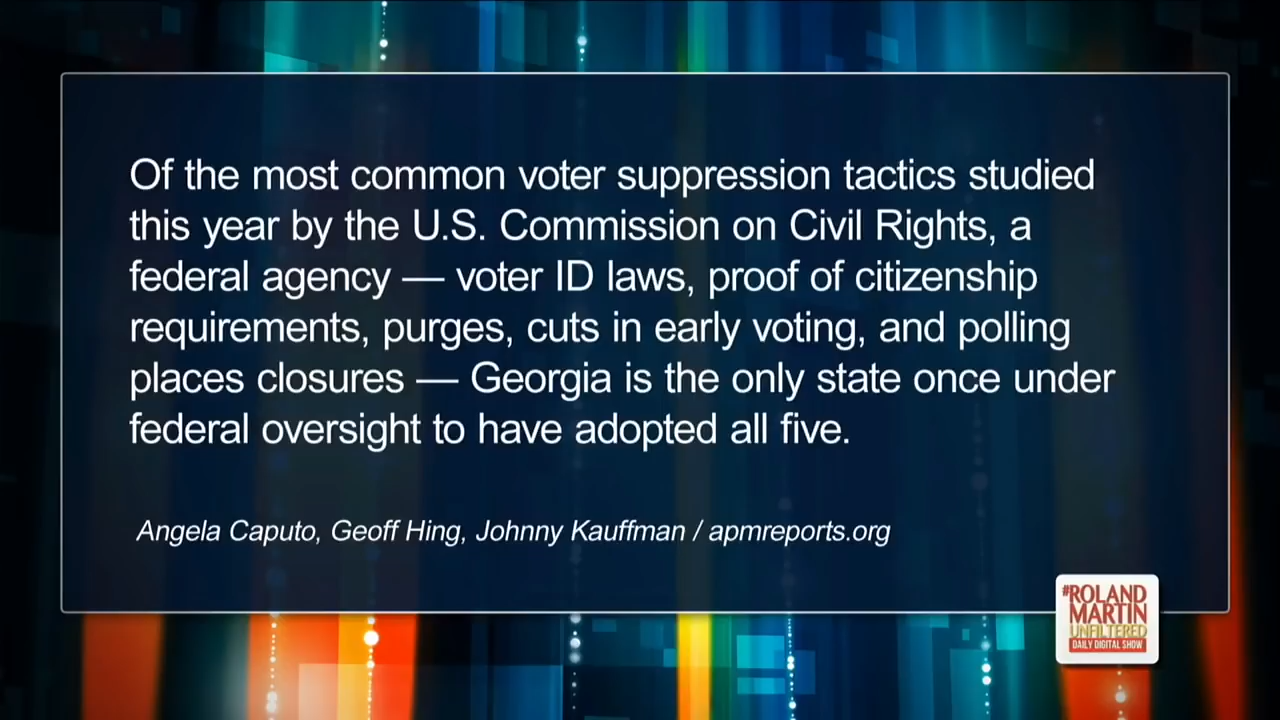 Of the most common voter suppression tactics studied
this year by the U.S. Commission on Civil Rights, a
federal agency — voter ID laws, proof of citizenship
requirements, purges, cuts in early voting, and polling
places closures — Georgia is the only state once under
federal oversight to have adopted all five.
Angela Caputo, Geoff Hing, Johnny Kauffman / apmreports.org
#ROLAND
MARTIN
UNFILTERED
DAILY DIGITAL SHOW